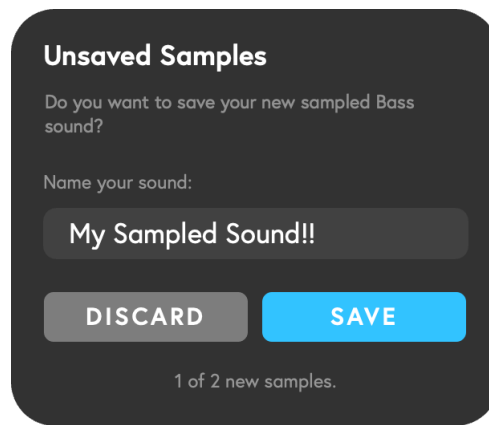 Unsaved Samples
Do you want to save your new sampled Bass
sound?
Name your sound:
My Sampled Sound!!
DISCARD
SAVE
1 of 2 new samples.